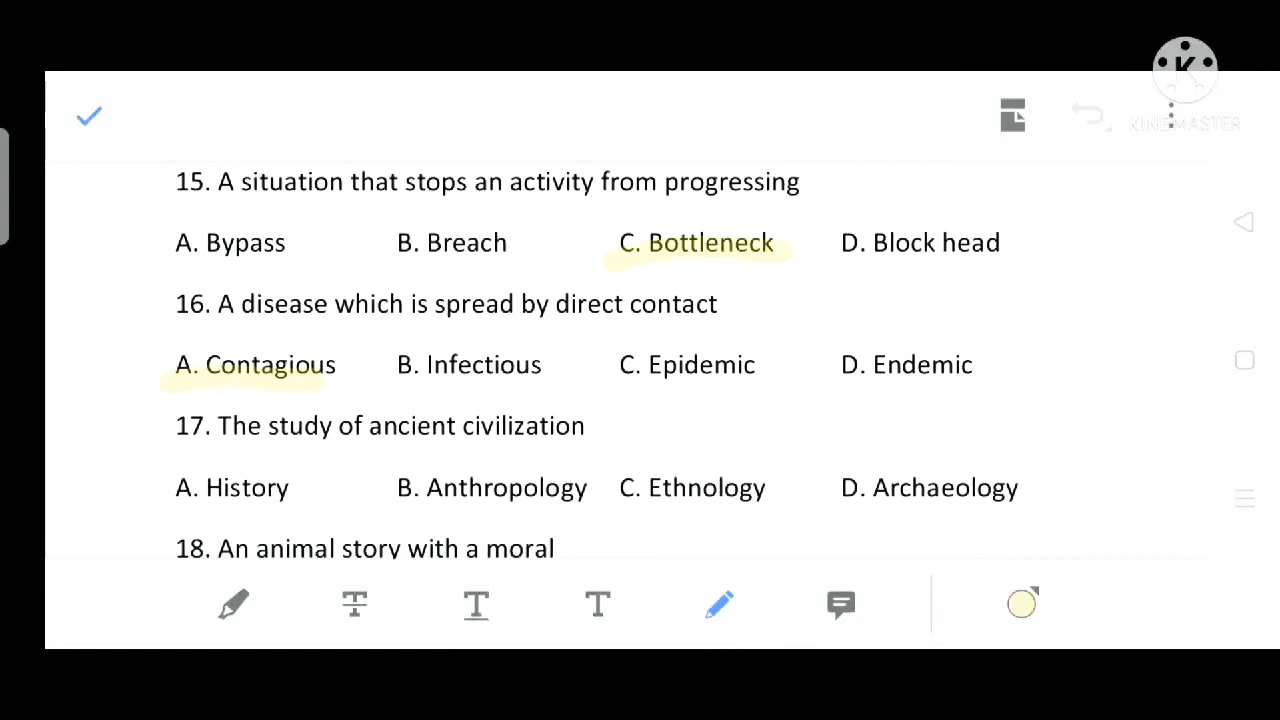 KINEMASTER
15. A situation that stops an activity from progressing
A. Bypass B. Breach C. Bottleneck D. Block head
16. A disease which is spread by direct contact
A. Contagious B. Infectious C. Epidemic D. Endemic
17. The study of ancient civilization
A. History B. Anthropology C. Ethnology D. Archaeology
18. An animal story with a moral